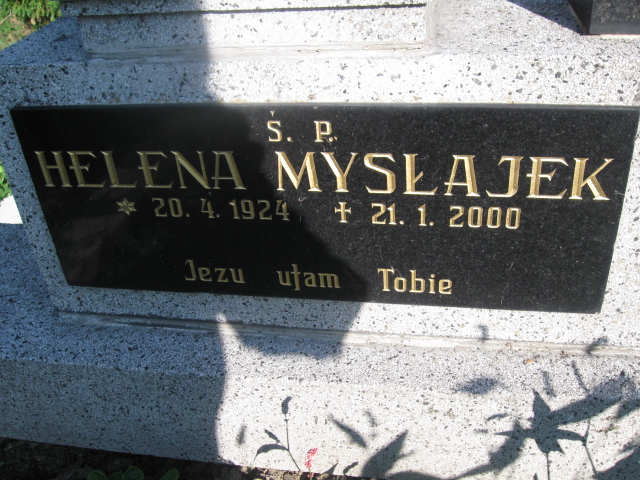 Ś. P.
HELENA MYSŁAJEK
* 20. 4. 1924 ✝ 21. 1. 2000
Jezu ufam Tobie